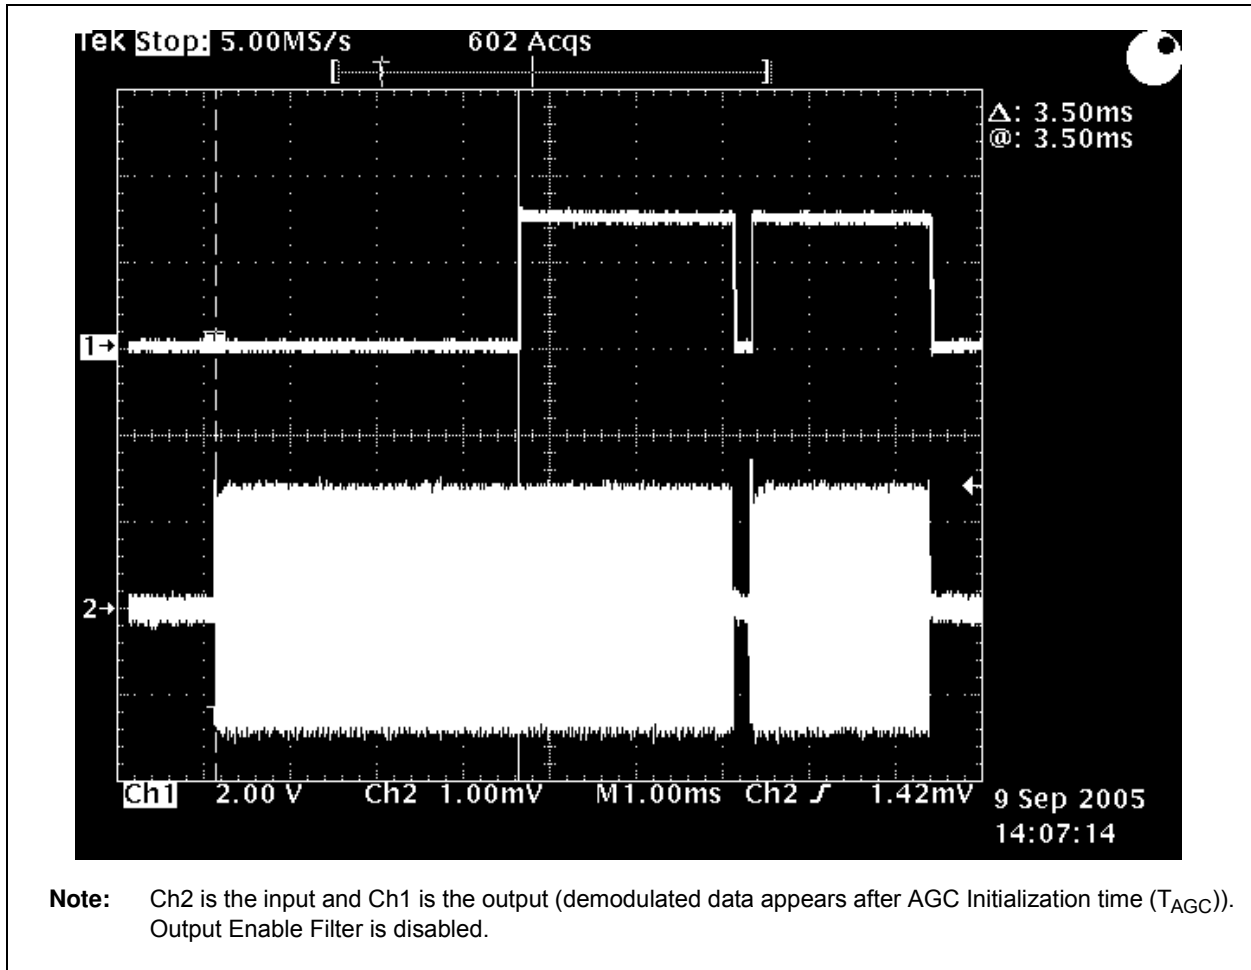 Tek Stop: 5.00MS/s 602 Acqs
Δ: 3.50ms
@: 3.50ms
1→
2→
Ch1 2.00 V Ch2 1.00mV M1.00ms Ch2 ʃ 1.42mV
9 Sep 2005
14:07:14
Note: Ch2 is the input and Ch1 is the output (demodulated data appears after AGC Initialization time (TAGC)).
Output Enable Filter is disabled.